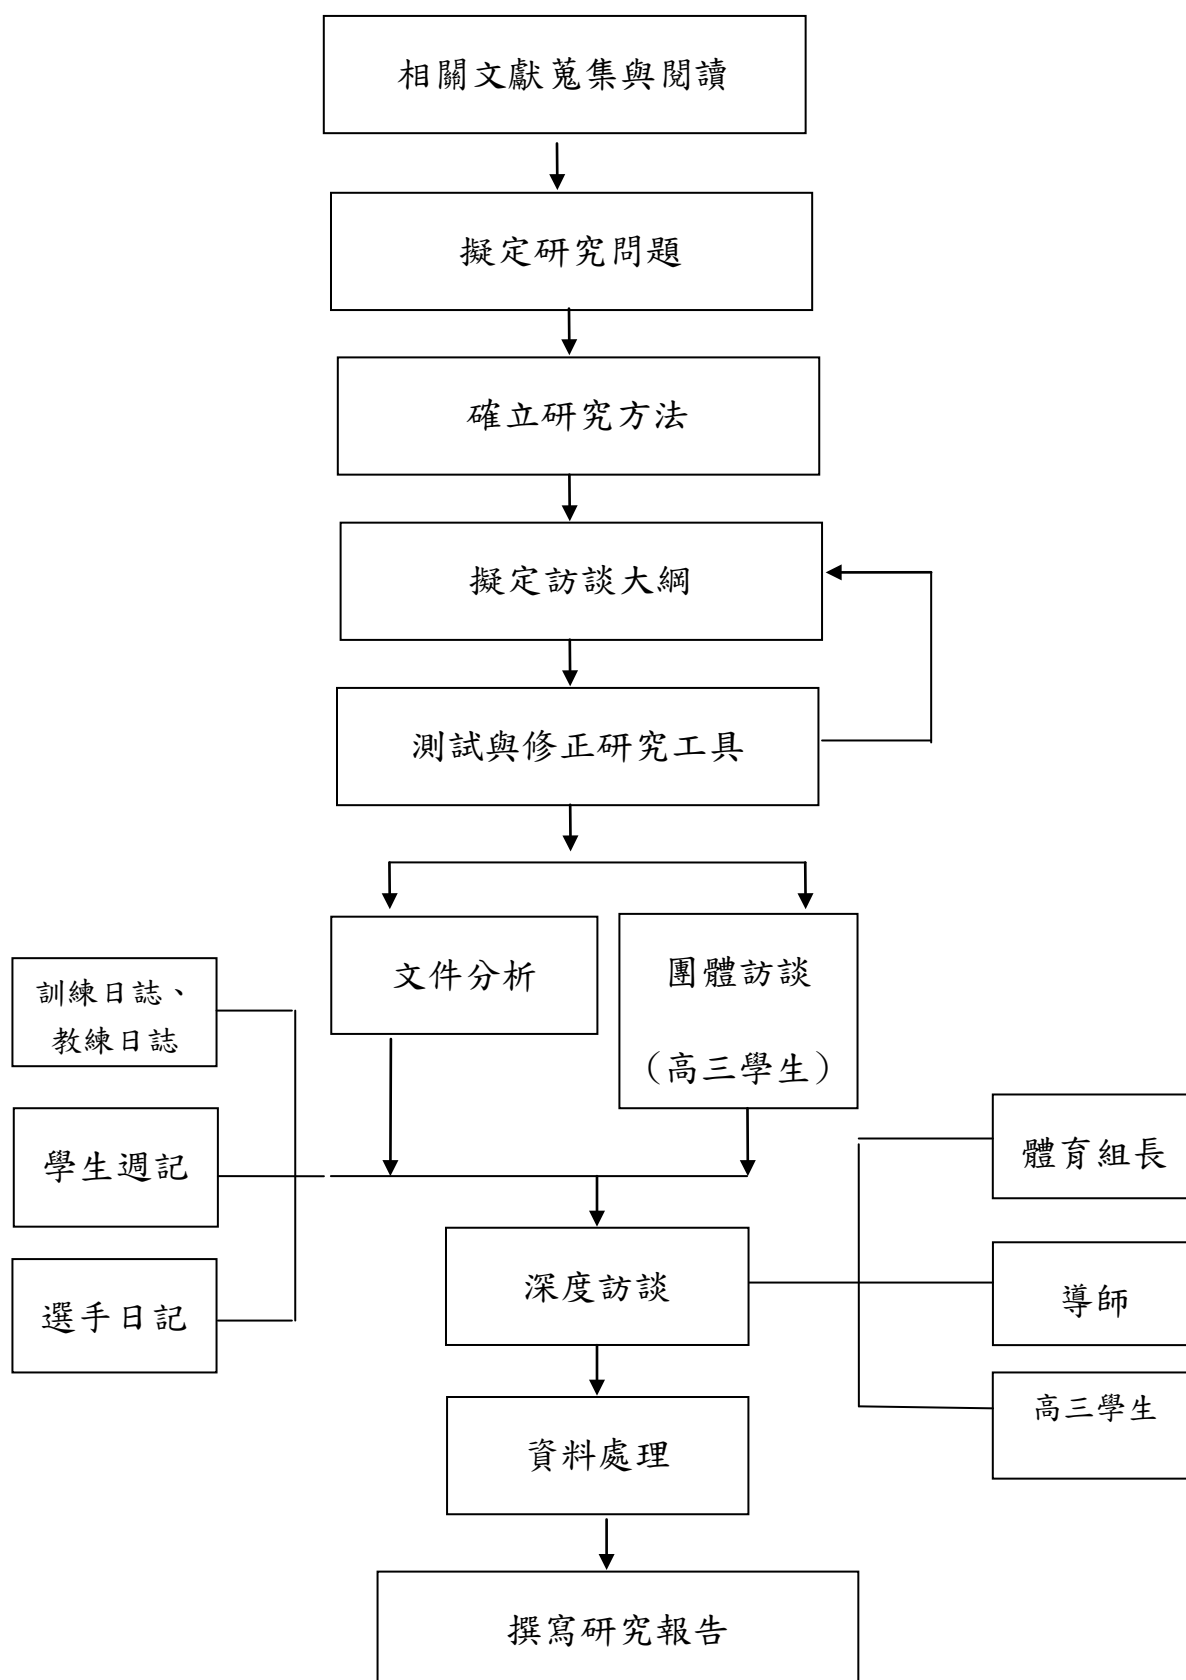 相關文獻蒐集與閱讀
擬定研究問題
確立研究方法
擬定訪談大綱
測試與修正研究工具
文件分析
團體訪談
（高三學生）
訓練日誌、
教練日誌
學生週記
選手日記
體育組長
導師
高三學生
深度訪談
資料處理
撰寫研究報告